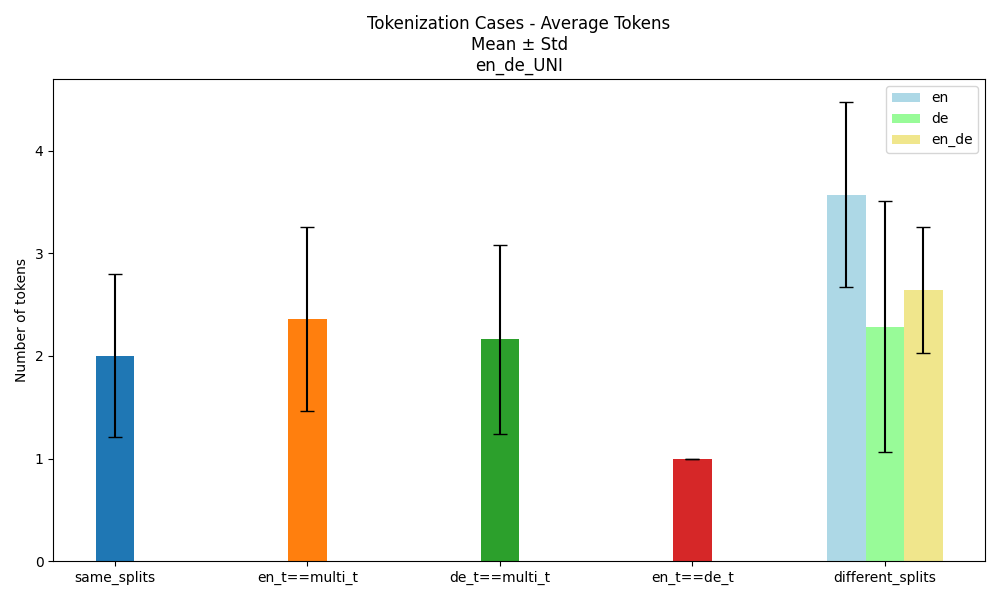 Tokenization Cases - Average Tokens
Mean ± Std
en_de_UNI
en
de
en_de
Number of tokens
4
3
2
1
0
same_splits
en_t==multi_t
de_t==multi_t
en_t==de_t
different_splits